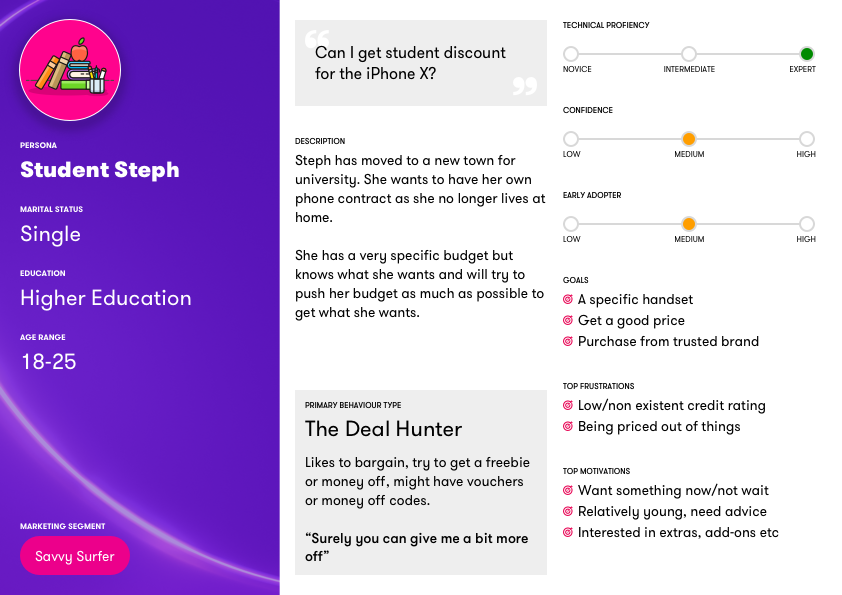 PERSONA
Student Steph
MARITAL STATUS
Single
EDUCATION
Higher Education
AGE RANGE
18-25
MARKETING SEGMENT
Savvy Surfer
“
Can I get student discount
for the iPhone X?
”
DESCRIPTION
Steph has moved to a new town for
university. She wants to have her own
phone contract as she no longer lives at
home.
She has a very specific budget but
knows what she wants and will try to
push her budget as much as possible to
get what she wants.
PRIMARY BEHAVIOUR TYPE
The Deal Hunter
Likes to bargain, try to get a freebie
or money off, might have vouchers
or money off codes.
“Surely you can give me a bit more
off”
TECHNICAL PROFIENCY
NOVICE INTERMEDIATE EXPERT
CONFIDENCE
LOW MEDIUM HIGH
EARLY ADOPTER
LOW MEDIUM HIGH
GOALS
A specific handset
Get a good price
Purchase from trusted brand
TOP FRUSTRATIONS
Low/non existent credit rating
Being priced out of things
TOP MOTIVATIONS
Want something now/not wait
Relatively young, need advice
Interested in extras, add-ons etc